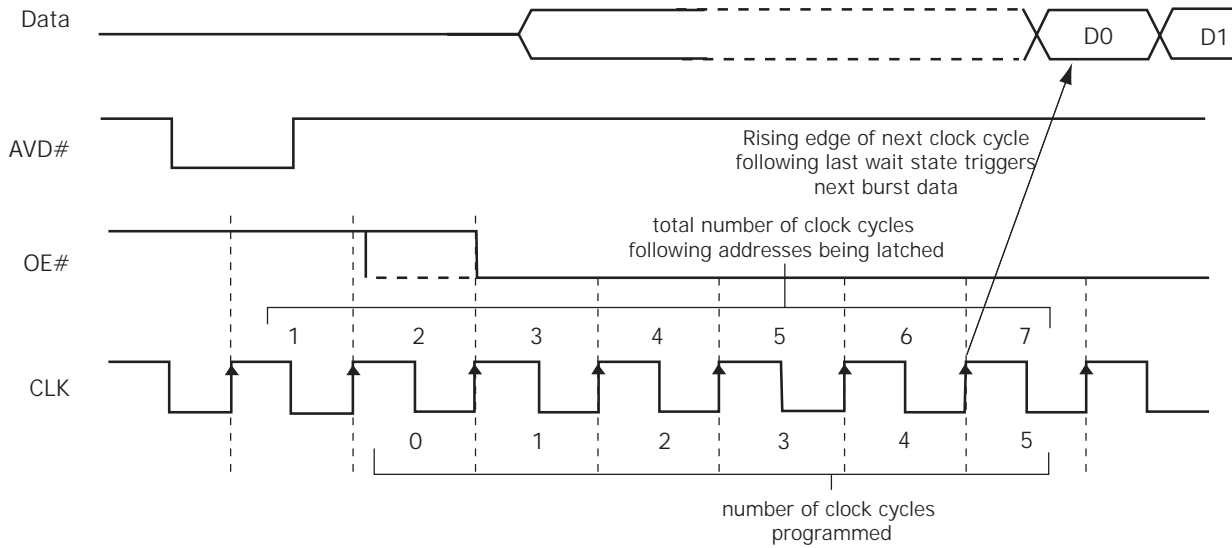 Data
D0
D1
AVD#
Rising edge of next clock cycle
following last wait state triggers
next burst data
OE#
total number of clock cycles
following addresses being latched
1
2
3
4
5
6
7
CLK
0
1
2
3
4
5
number of clock cycles
programmed